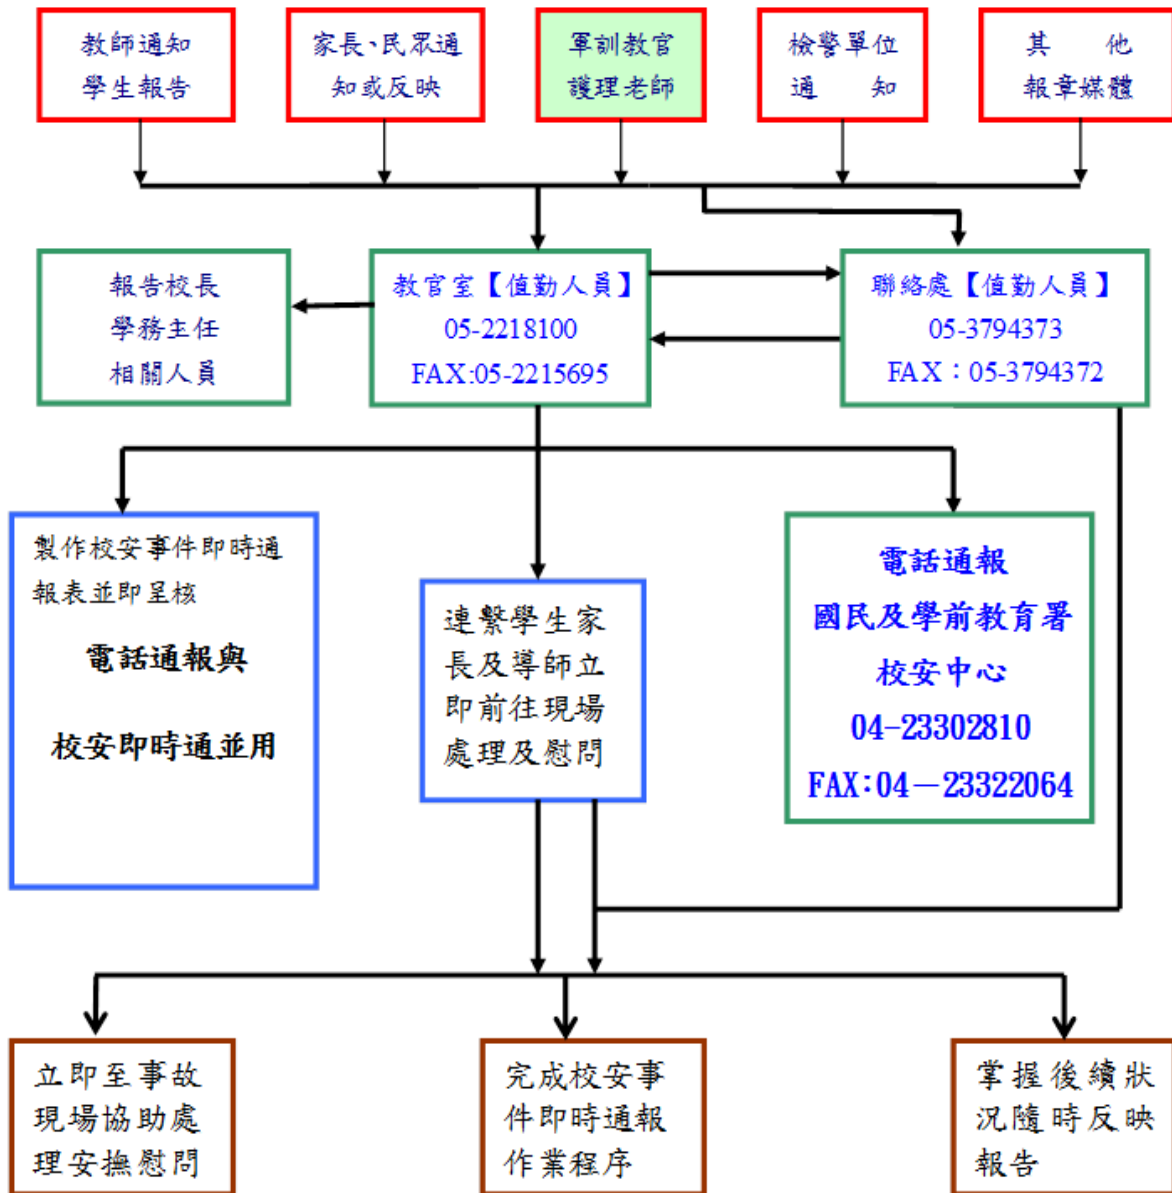 教師通知
學生報告
家長、民眾通
知或反映
軍訓教官
護理老師
檢警單位
通　知
其　他
報章媒體
報告校長
學務主任
相關人員
教官室【值勤人員】
05-2218100
FAX:05-2215695
聯絡處【值勤人員】
05-3794373
FAX：05-3794372
製作校安事件即時通
報表並即呈核
電話通報與
校安即時通並用
連繫學生家
長及導師立
即前往現場
處理及慰問
電話通報
國民及學前教育署
校安中心
04-23302810
FAX:04－23322064
立即至事故
現場協助處
理安撫慰問
完成校安事
件即時通報
作業程序
掌握後續狀
況隨時反映
報告